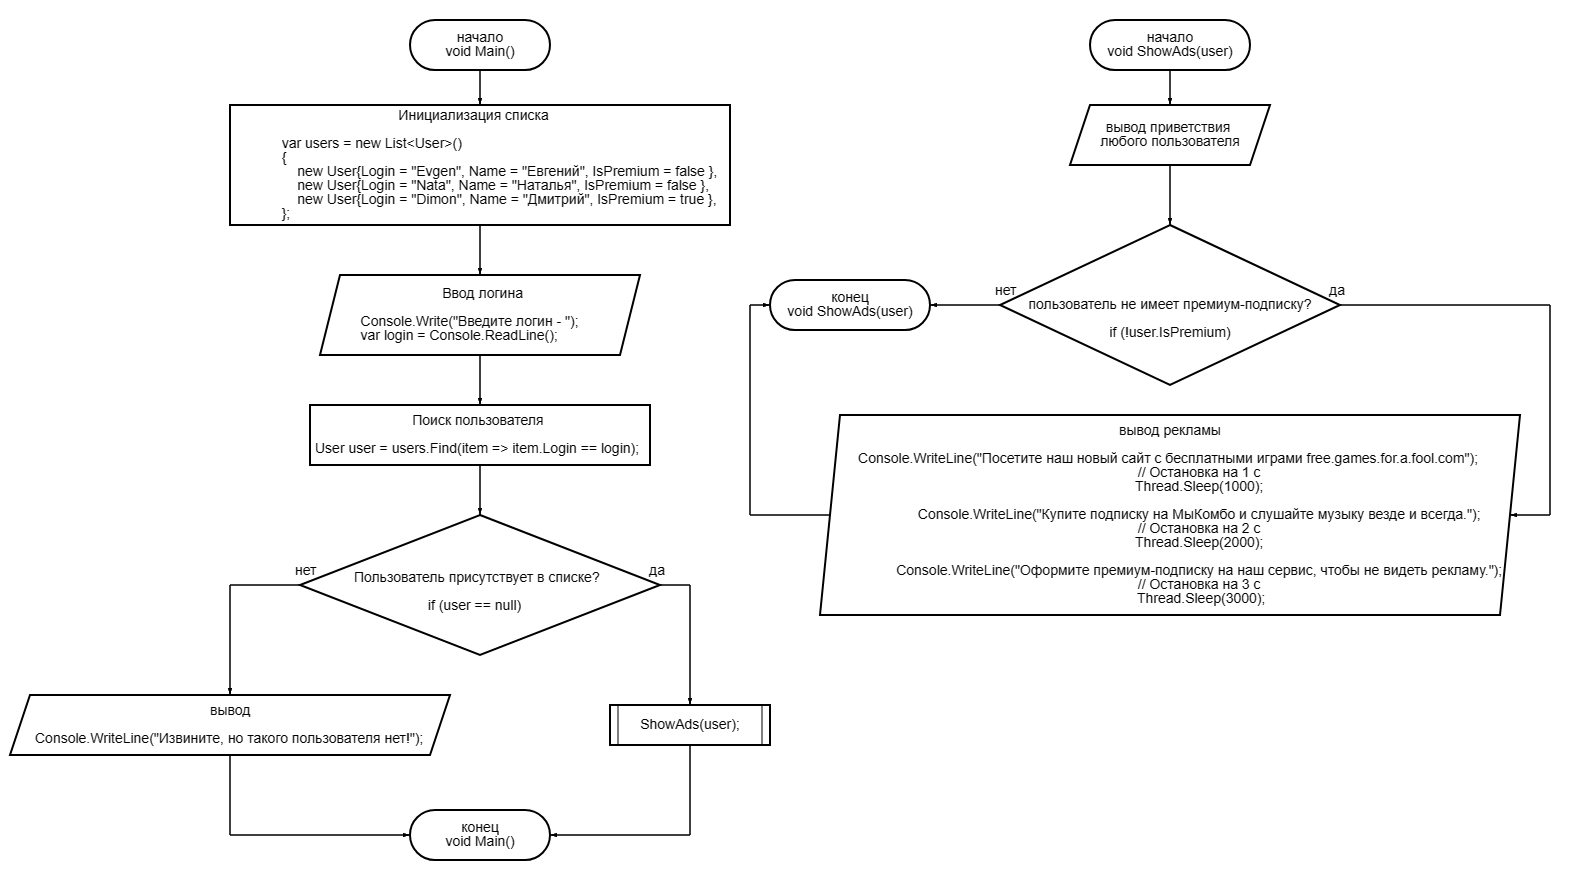 начало
void Main()
Инициализация списка
var users = new List<User>()
{
new User{Login = "Evgen", Name = "Евгений", IsPremium = false },
new User{Login = "Nata", Name = "Наталья", IsPremium = false },
new User{Login = "Dimon", Name = "Дмитрий", IsPremium = true },
};
Ввод логина
Console.Write("Введите логин - ");
var login = Console.ReadLine();
Поиск пользователя
User user = users.Find(item => item.Login == login);
нет
да
Пользователь присутствует в списке?
if (user == null)
вывод
Console.WriteLine("Извините, но такого пользователя нет!");
ShowAds(user);
конец
void Main()
начало
void ShowAds(user)
вывод приветствия
любого пользователя
нет
да
пользователь не имеет премиум-подписку?
if (!user.IsPremium)
конец
void ShowAds(user)
вывод рекламы
Console.WriteLine("Посетите наш новый сайт с бесплатными играми free.games.for.a.fool.com");
// Остановка на 1 с
Thread.Sleep(1000);
Console.WriteLine("Купите подписку на МыКомбо и слушайте музыку везде и всегда.");
// Остановка на 2 с
Thread.Sleep(2000);
Console.WriteLine("Оформите премиум-подписку на наш сервис, чтобы не видеть рекламу.");
// Остановка на 3 с
Thread.Sleep(3000);